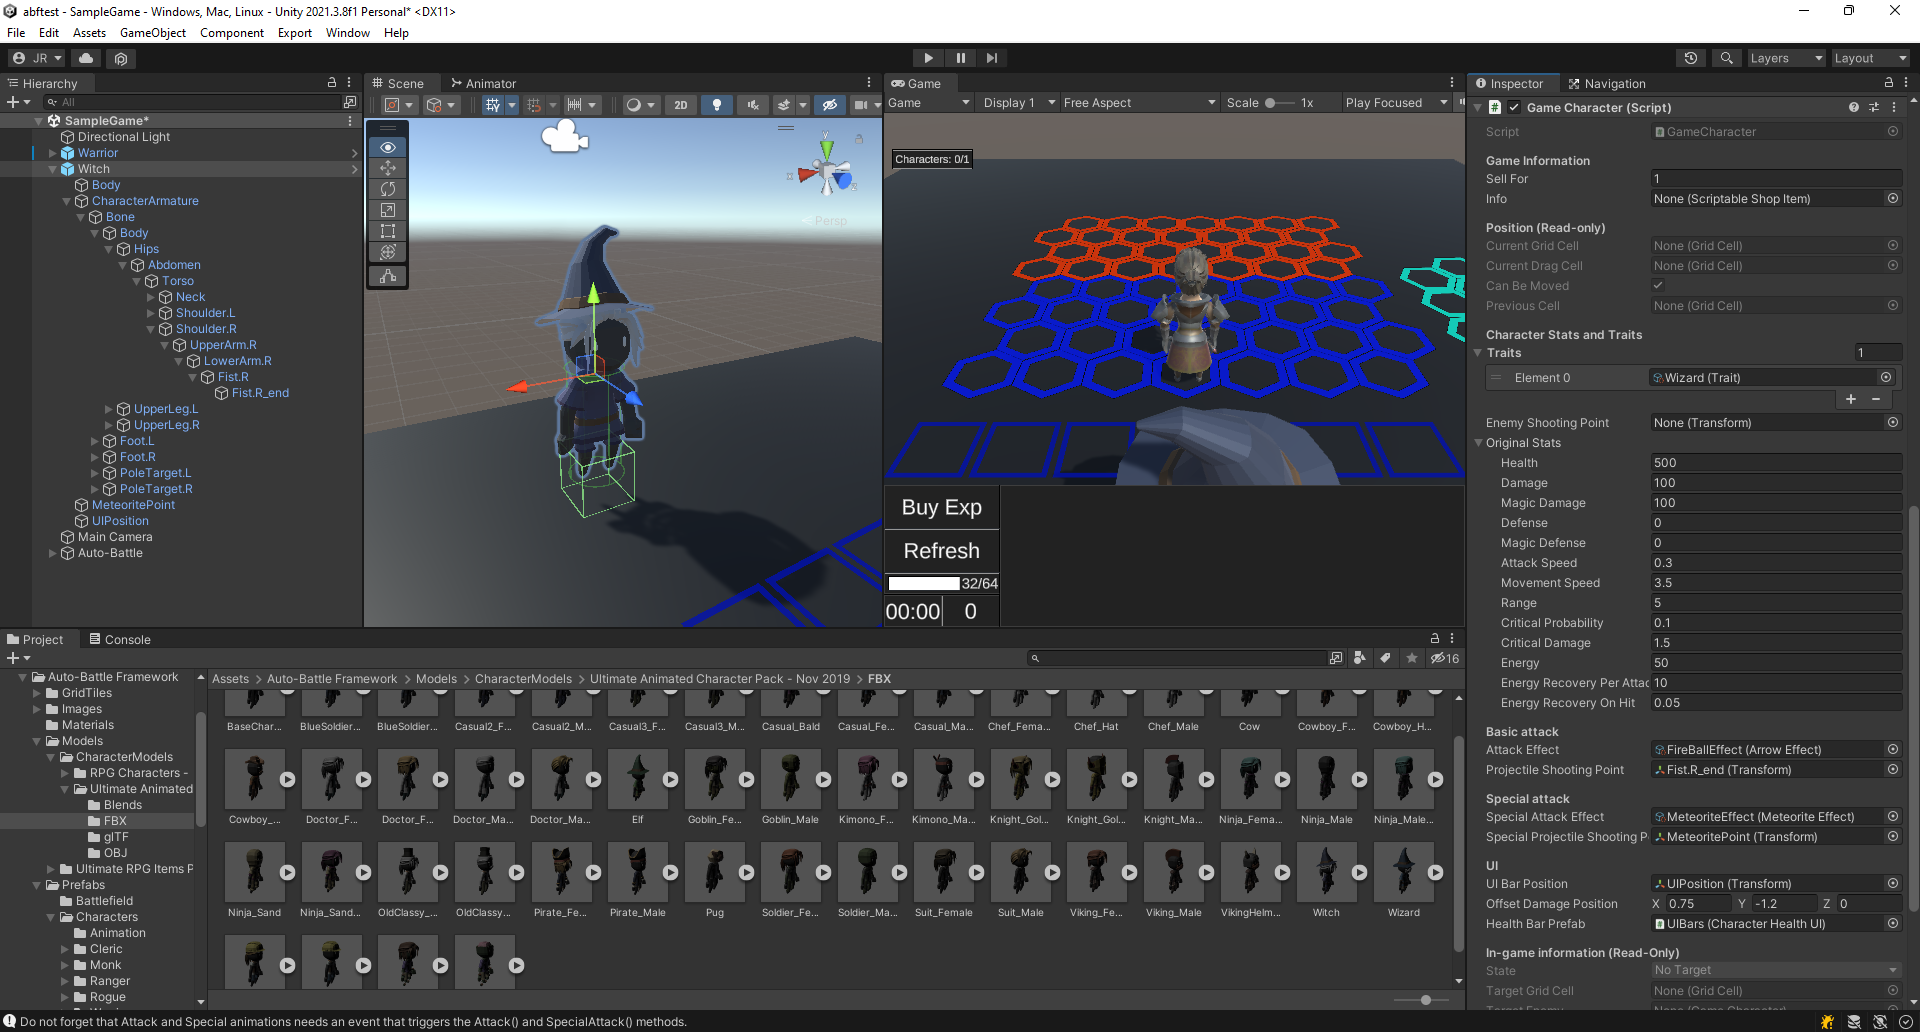 abftest - SampleGame - Windows, Mac, Linux - Unity 2021.3.8f1 Personal* <DX11>
File Edit Assets GameObject Component Export Window Help
JR
Layers
Layout
Hierarchy
All
SampleGame*
Directional Light
Warrior
Witch
Body
CharacterArmature
Bone
Body
Hips
Abdomen
Torso
Neck
Shoulder.L
Shoulder.R
UpperArm.R
LowerArm.R
Fist.R
Fist.R_end
UpperLeg.L
UpperLeg.R
Foot.L
Foot.R
PoleTarget.L
PoleTarget.R
MeteoritePoint
UIPosition
Main Camera
Auto-Battle
Scene Animator
2D
y
x
z
Persp
Game
Game Display 1 Free Aspect Scale 1x Play Focused
Characters: 0/1
Buy Exp
Refresh
32/64
00:00 0
Inspector Navigation
Game Character (Script)
Script GameCharacter
Game Information
Sell For 1
Info None (Scriptable Shop Item)
Position (Read-only)
Current Grid Cell None (Grid Cell)
Current Drag Cell None (Grid Cell)
Can Be Moved
Previous Cell None (Grid Cell)
Character Stats and Traits
Traits 1
Element 0 Wizard (Trait)
Enemy Shooting Point None (Transform)
Original Stats
Health 500
Damage 100
Magic Damage 100
Defense 0
Magic Defense 0
Attack Speed 0.3
Movement Speed 3.5
Range 5
Critical Probability 0.1
Critical Damage 1.5
Energy 50
Energy Recovery Per Attac 10
Energy Recovery On Hit 0.05
Basic attack
Attack Effect FireBallEffect (Arrow Effect)
Projectile Shooting Point Fist.R_end (Transform)
Special attack
Special Attack Effect MeteoriteEffect (Meteorite Effect)
Special Projectile Shooting P MeteoritePoint (Transform)
UI
UI Bar Position UIPosition (Transform)
Offset Damage Position X 0.75 Y -1.2 Z 0
Health Bar Prefab UIBars (Character Health UI)
In-game information (Read-Only)
State No Target
Target Grid Cell None (Grid Cell)
Project Console
16
Auto-Battle Framework
GridTiles
Images
Materials
Models
CharacterModels
RPG Characters -
Ultimate Animated
Blends
FBX
glTF
OBJ
Ultimate RPG Items P
Prefabs
Battlefield
Characters
Animation
Cleric
Monk
Ranger
Rogue
Assets > Auto-Battle Framework > Models > CharacterModels > Ultimate Animated Character Pack - Nov 2019 > FBX
BaseChar... BlueSoldier... BlueSoldier... Casual2_F... Casual2_M... Casual3_F... Casual3_M... Casual_Bald Casual_Fe... Casual_Ma... Chef_Fema... Chef_Hat Chef_Male Cow Cowboy_F... Cowboy_H...
Cowboy_... Doctor_F... Doctor_F... Doctor_Ma... Doctor_Ma... Elf Goblin_Fe... Goblin_Male Kimono_F... Kimono_Ma... Knight_Gol... Knight_Gol... Knight_Ma... Ninja_Fema... Ninja_Male Ninja_Male...
Ninja_Sand Ninja_Sand... OldClassy_... OldClassy... Pirate_Fe... Pirate_Male Pug Soldier_Fe... Soldier_Ma... Suit_Female Suit_Male Viking_Fe... Viking_Male VikingHelm... Witch Wizard
Do not forget that Attack and Special animations needs an event that triggers the Attack() and SpecialAttack() methods.